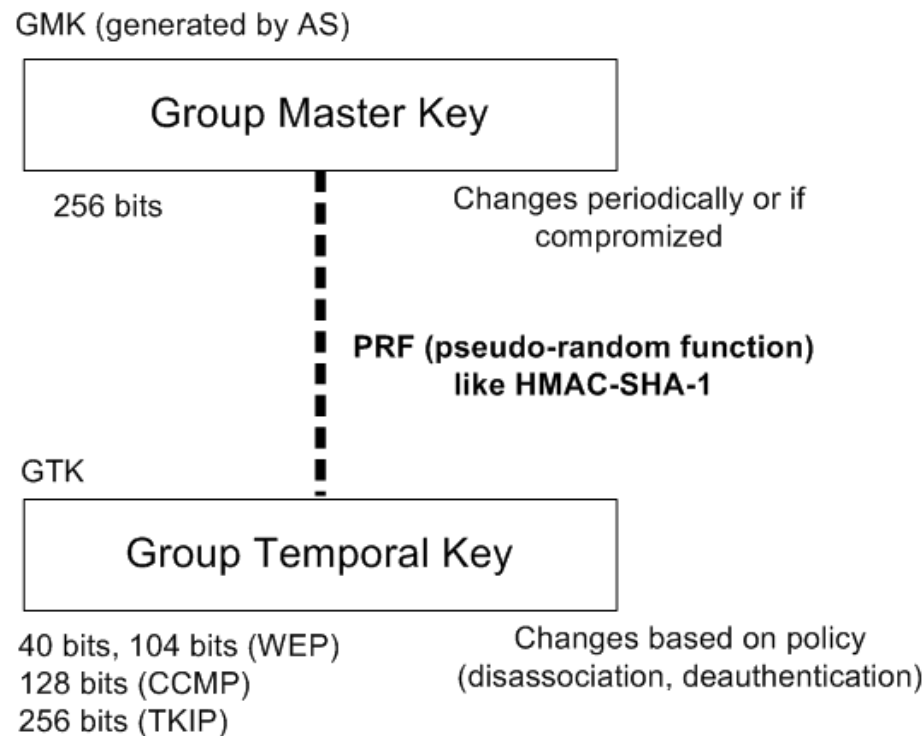 GMK (generated by AS)
Group Master Key
256 bits
Changes periodically or if
compromized
PRF (pseudo-random function)
like HMAC-SHA-1
GTK
Group Temporal Key
40 bits, 104 bits (WEP)
128 bits (CCMP)
256 bits (TKIP)
Changes based on policy
(disassociation, deauthentication)